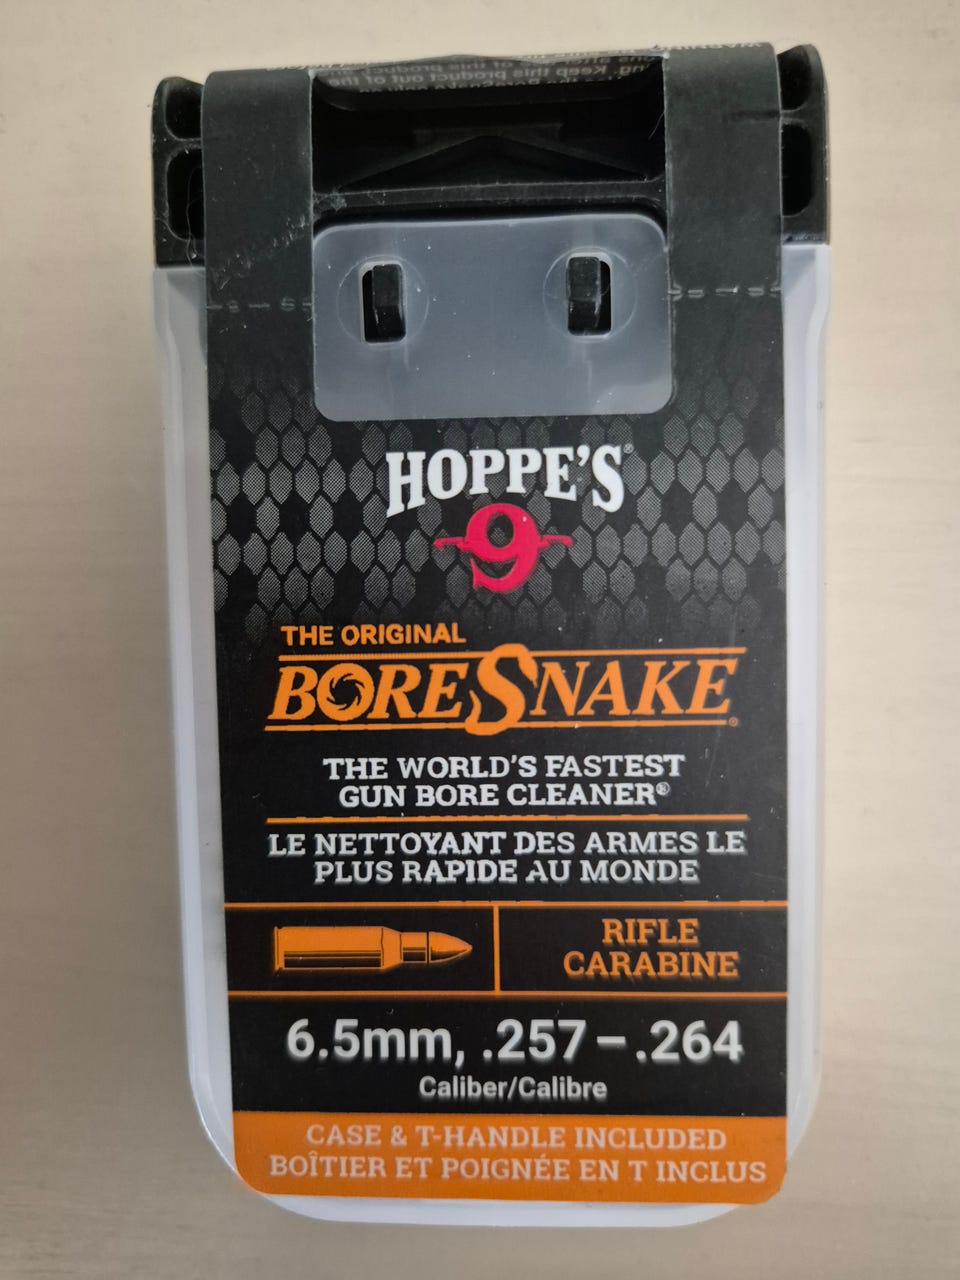 HOPPE'S®
9
THE ORIGINAL
BORESNAKE®
THE WORLD'S FASTEST
GUN BORE CLEANER®
LE NETTOYANT DES ARMES LE
PLUS RAPIDE AU MONDE
RIFLE
CARABINE
6.5mm, .257 – .264
Caliber/Calibre
CASE & T-HANDLE INCLUDED
BOÎTIER ET POIGNÉE EN T INCLUS